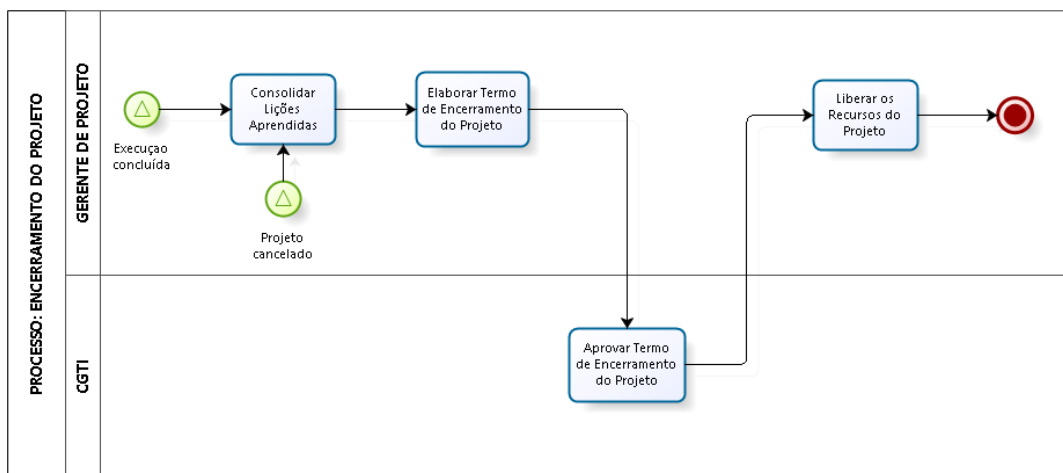 PROCESSO: ENCERRAMENTO DO PROJETO
GERENTE DE PROJETO
Execuçao
concluída
Consolidar
Lições
Aprendidas
Projeto
cancelado
Elaborar Termo
de Encerramento
do Projeto
Liberar os
Recursos do
Projeto
CGTI
Aprovar Termo
de Encerramento
do Projeto